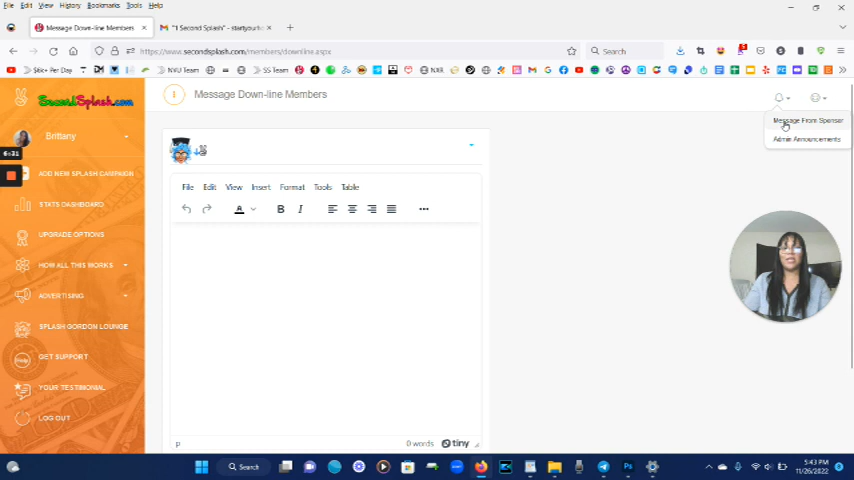 File Edit View History Bookmarks Tools Help
Message Down-line Members
"1 Second Splash" - startyourh
https://www.secondsplash.com/members/downline.aspx
Search
$6k+ Per Day
NVU Team
SS Team
NXR
SecondSplash.com
Message Down-line Members
Brittany
Message From Sponsor
Admin Announcements
6:31
ADD NEW SPLASH CAMPAIGN
STATS DASHBOARD
UPGRADE OPTIONS
HOW ALL THIS WORKS
ADVERTISING
SPLASH GORDON LOUNGE
GET SUPPORT
YOUR TESTIMONIAL
LOG OUT
File Edit View Insert Format Tools Table
A B I
p
0 words tiny
Search
5:43 PM
11/26/2022